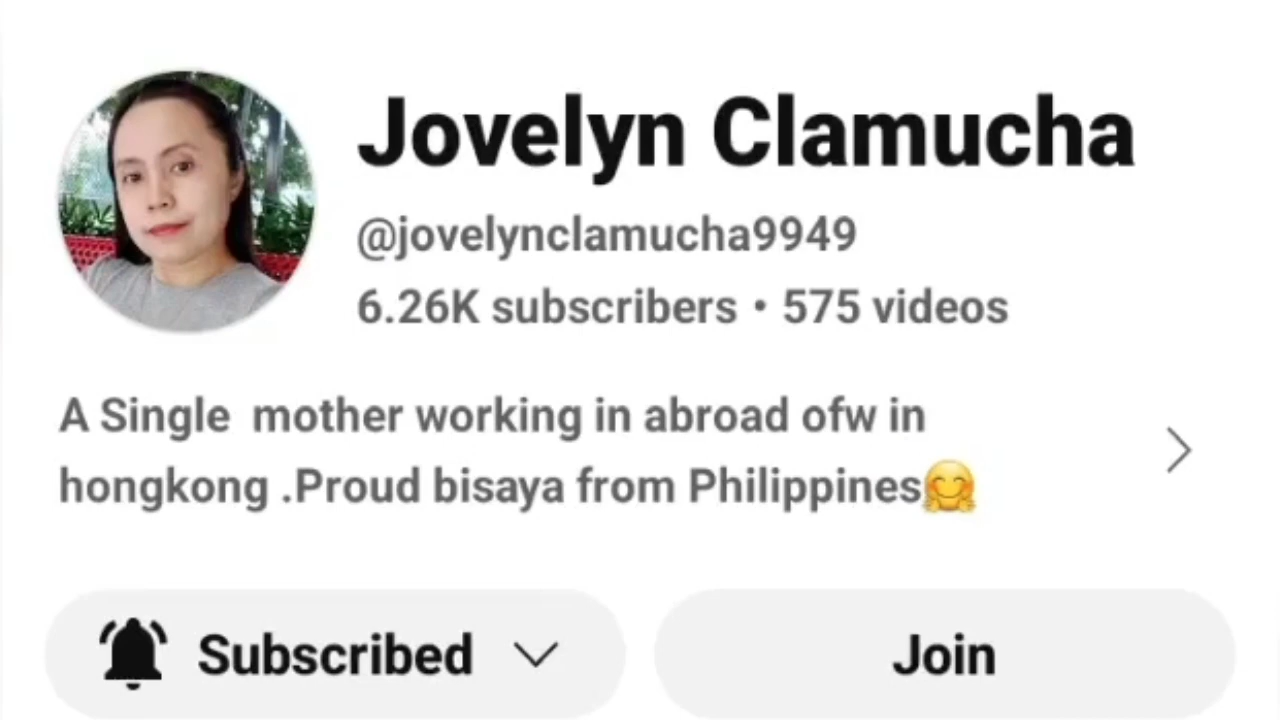 Jovelyn Clamucha
@jovelynclamucha9949
6.26K subscribers • 575 videos
A Single mother working in abroad ofw in
hongkong .Proud bisaya from Philippines🤗
Subscribed
Join